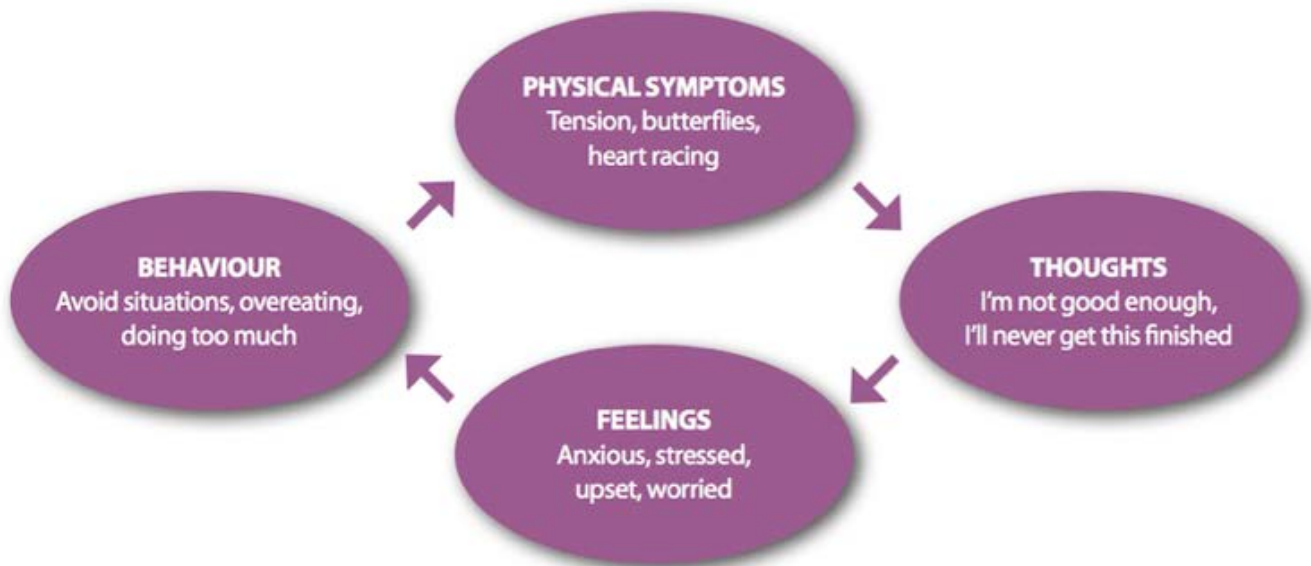 PHYSICAL SYMPTOMS
Tension, butterflies,
heart racing
BEHAVIOUR
Avoid situations, overeating,
doing too much
THOUGHTS
I'm not good enough,
I'll never get this finished
FEELINGS
Anxious, stressed,
upset, worried